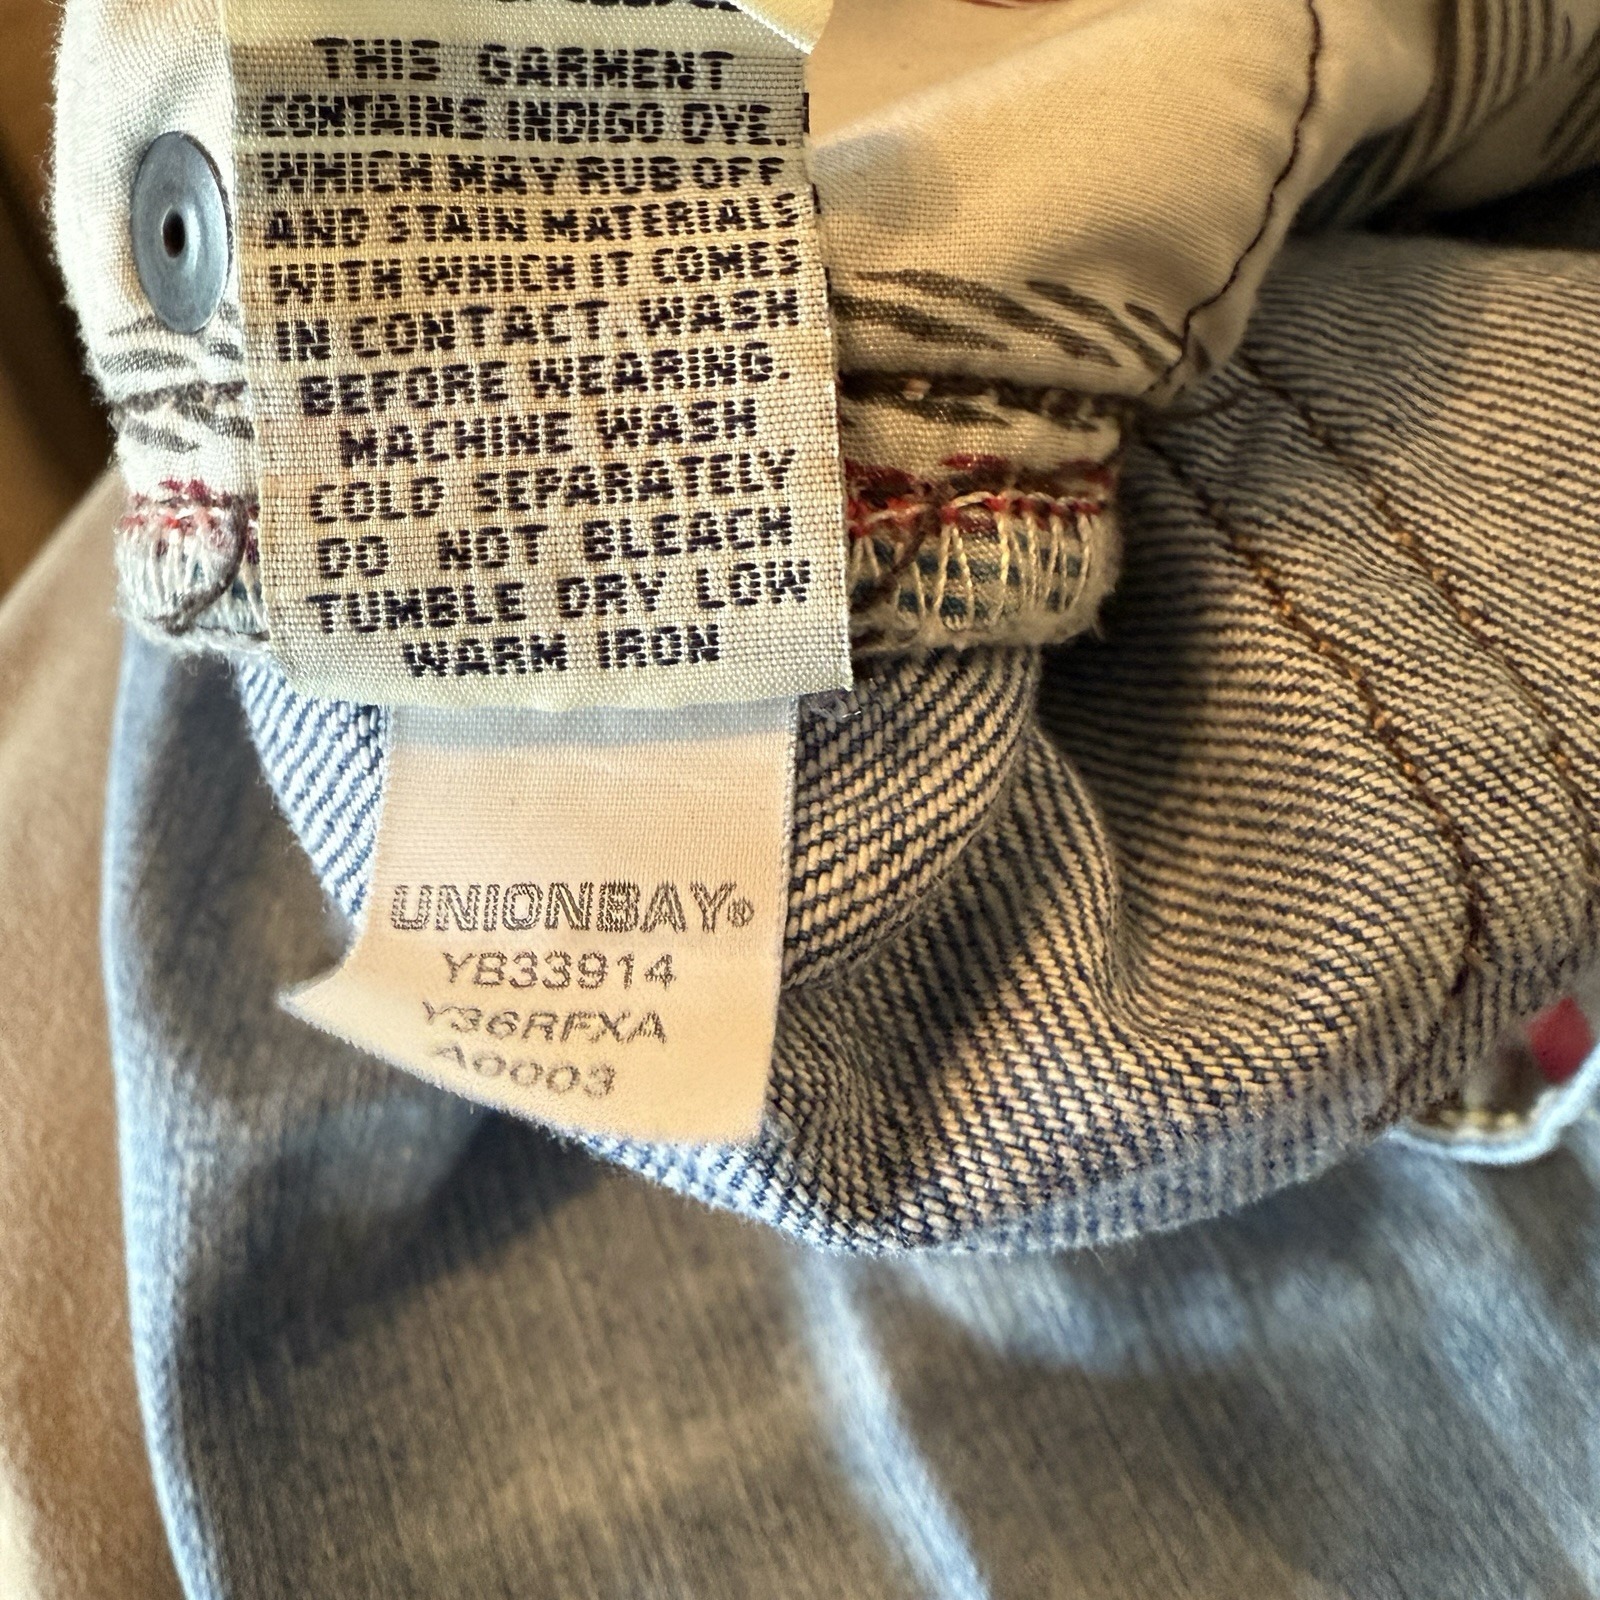 THIS GARMENT
CONTAINS INDIGO DYE.
WHICH MAY RUB OFF
AND STAIN MATERIALS
WITH WHICH IT COMES
IN CONTACT. WASH
BEFORE WEARING.
MACHINE WASH
COLD SEPARATELY
DO NOT BLEACH
TUMBLE DRY LOW
WARM IRON
UNIONBAY®
YB33914
Y36RFXA
A0003